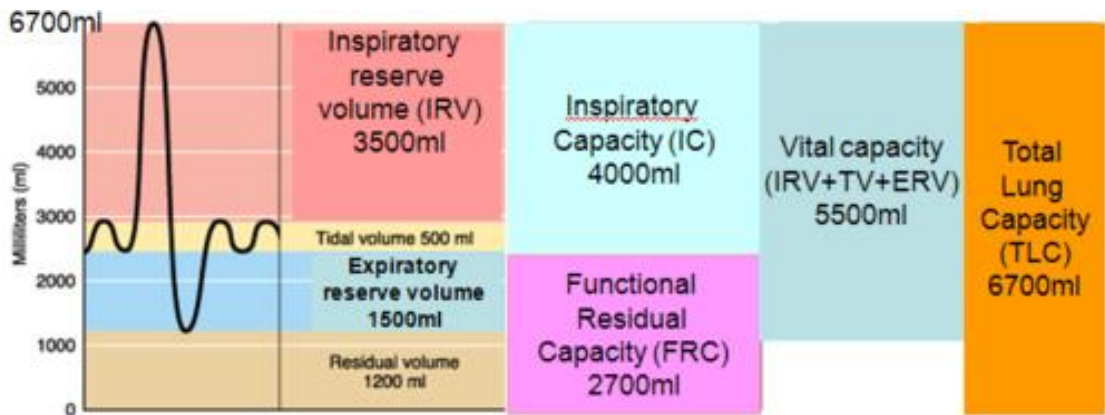 6700ml
5000
4000
3000
2000
1000
0
Milliliters (ml)
Inspiratory
reserve
volume (IRV)
3500ml
Tidal volume 500 ml
Expiratory
reserve volume
1500ml
Residual volume
1200 ml
Inspiratory
Capacity (IC)
4000ml
Functional
Residual
Capacity (FRC)
2700ml
Vital capacity
(IRV+TV+ERV)
5500ml
Total
Lung
Capacity
(TLC)
6700ml